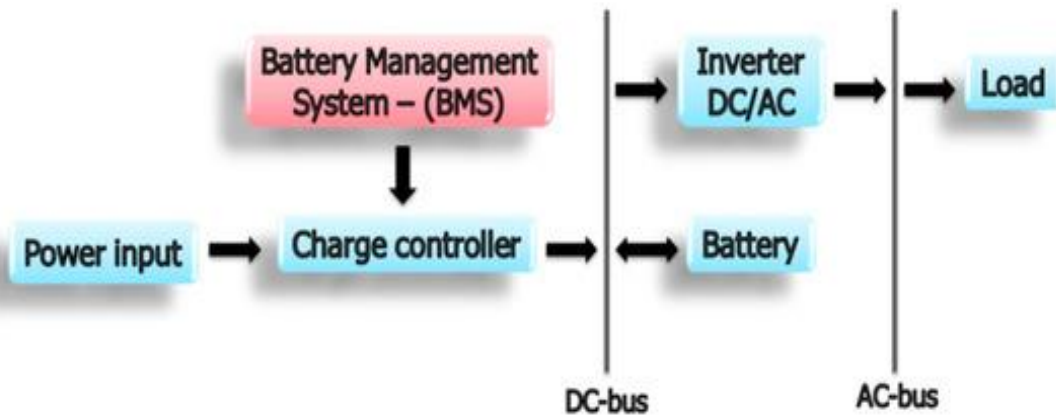 Battery Management
System – (BMS)
Inverter
DC/AC
Load
Power input
Charge controller
Battery
DC-bus
AC-bus